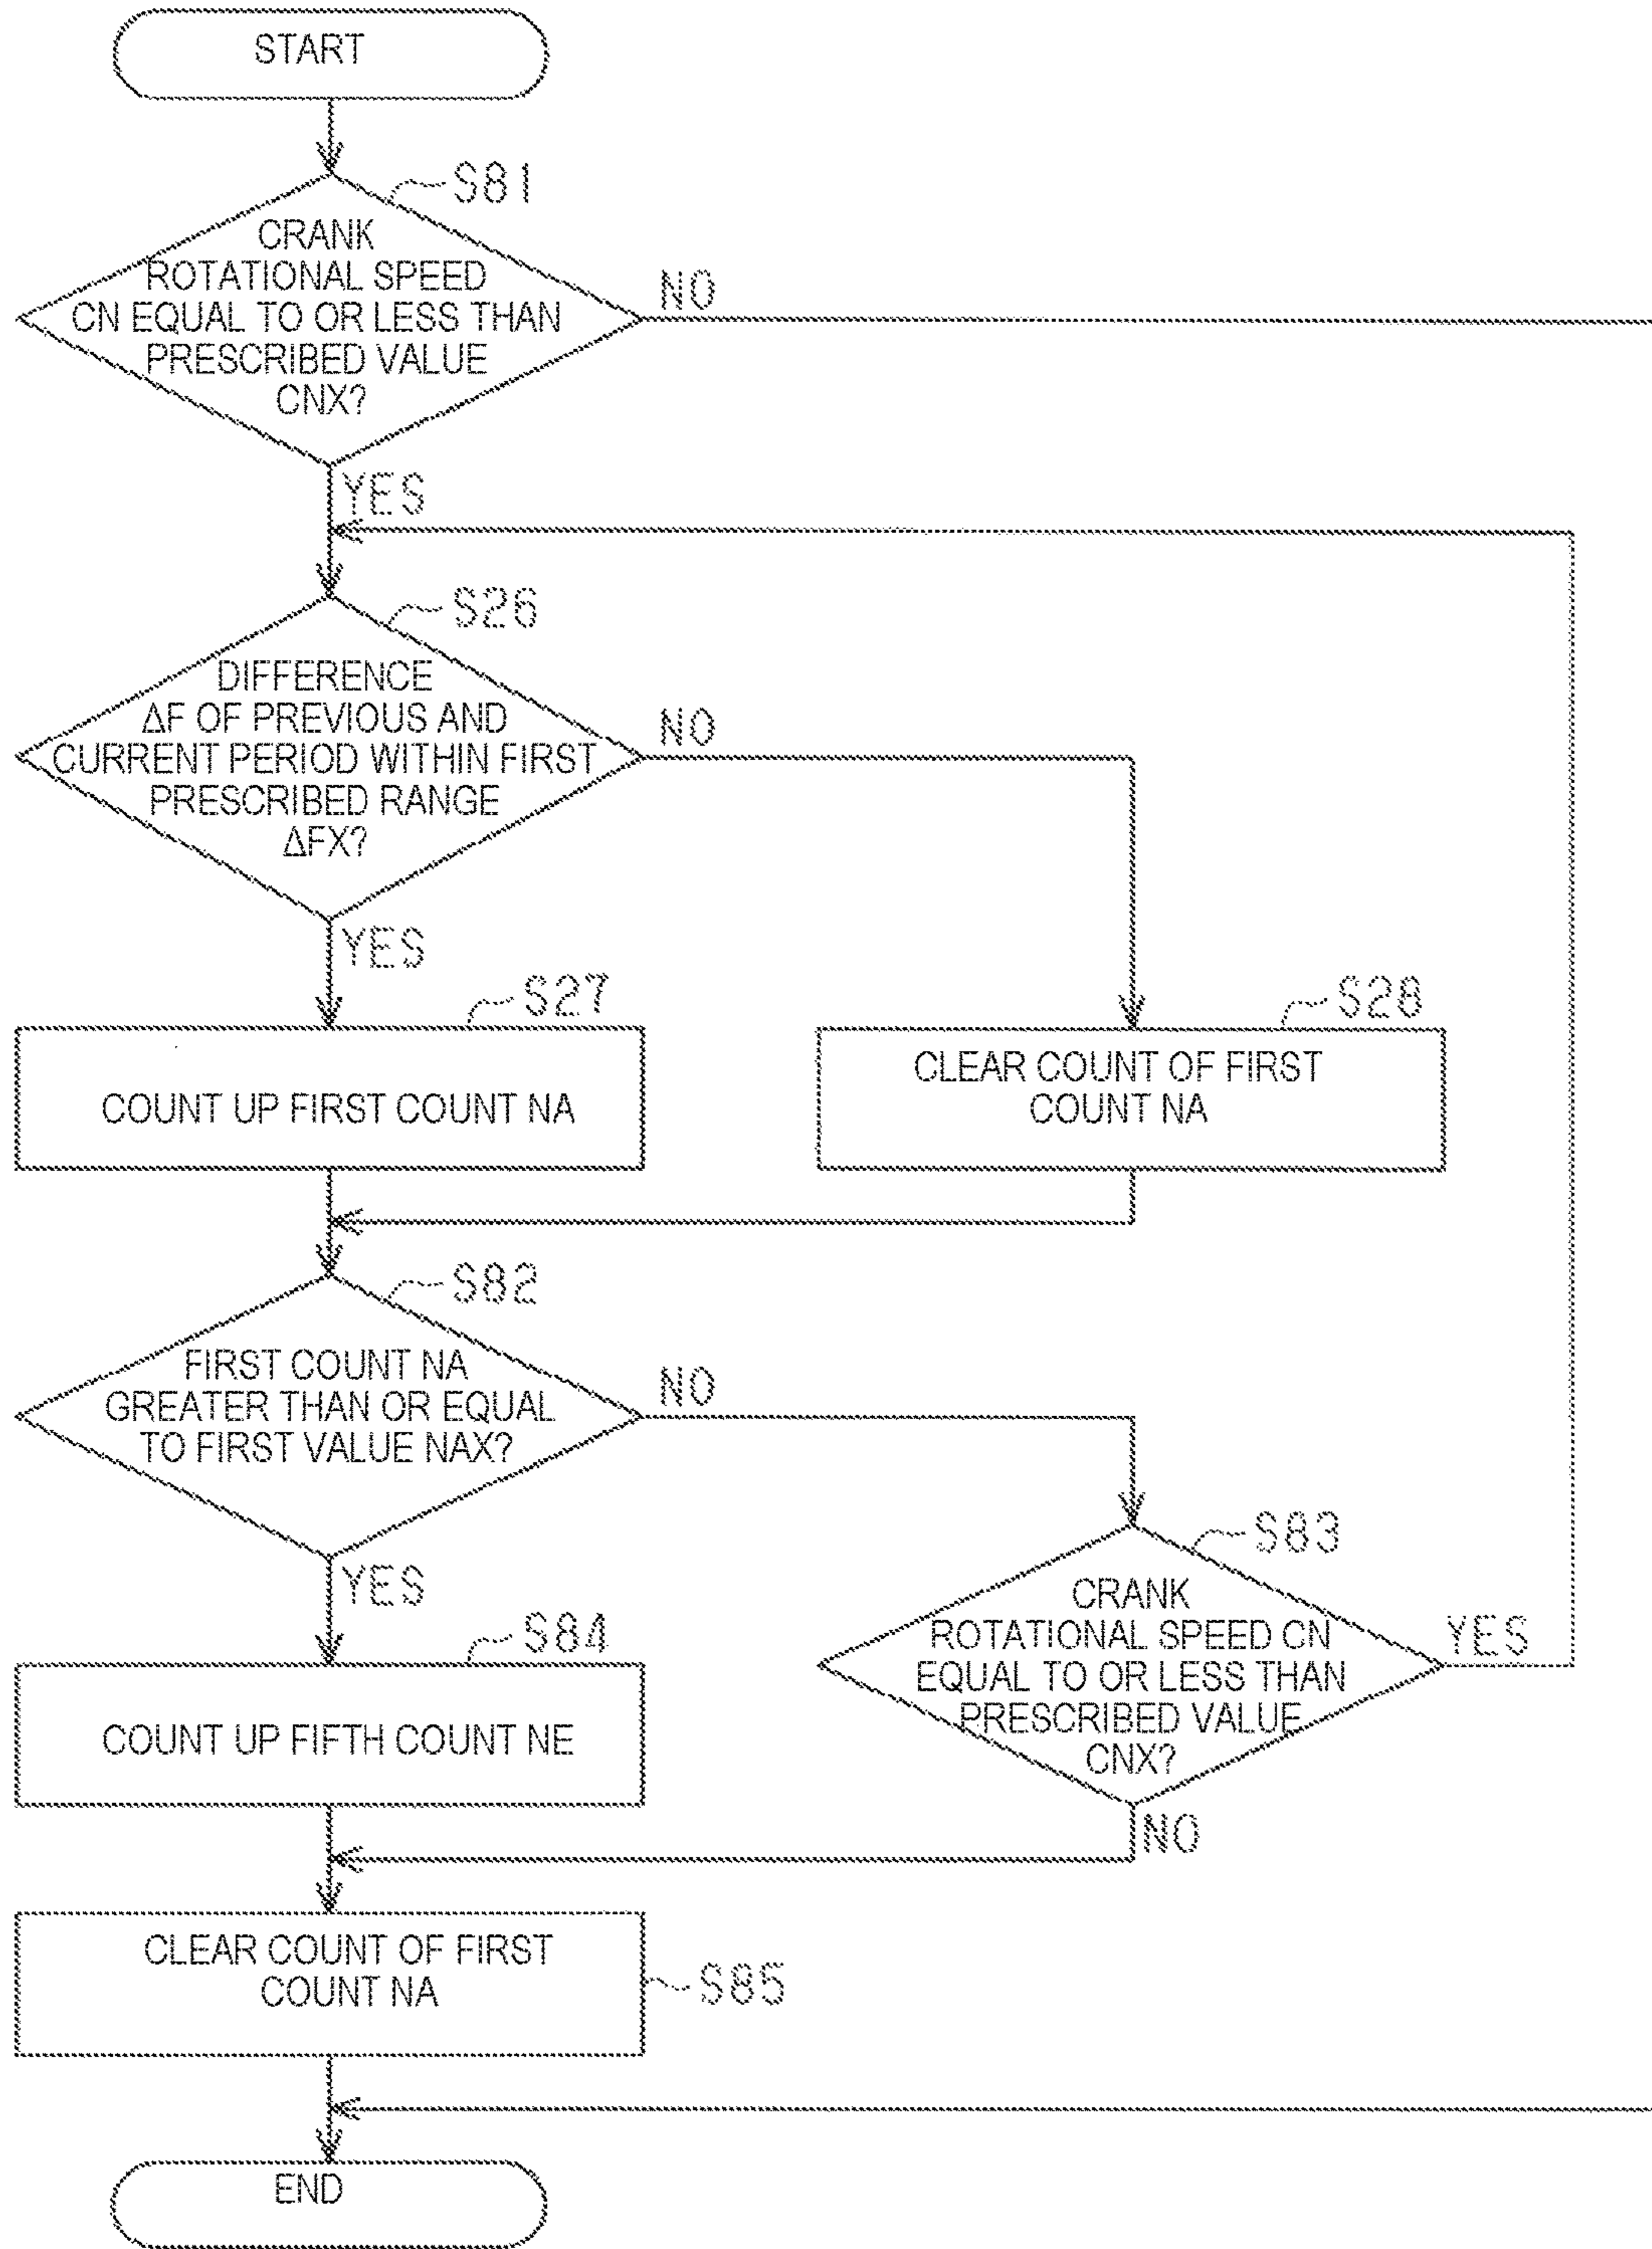 START
S81
CRANK
ROTATIONAL SPEED
CN EQUAL TO OR LESS THAN
PRESCRIBED VALUE
CNX?
NO
YES
S26
DIFFERENCE
ΔF OF PREVIOUS AND
CURRENT PERIOD WITHIN FIRST
PRESCRIBED RANGE
ΔFX?
NO
YES
S27
COUNT UP FIRST COUNT NA
S28
CLEAR COUNT OF FIRST
COUNT NA
S82
FIRST COUNT NA
GREATER THAN OR EQUAL
TO FIRST VALUE NAX?
NO
YES
S83
CRANK
ROTATIONAL SPEED CN
EQUAL TO OR LESS THAN
PRESCRIBED VALUE
CNX?
YES
NO
S84
COUNT UP FIFTH COUNT NE
CLEAR COUNT OF FIRST
COUNT NA
S85
END